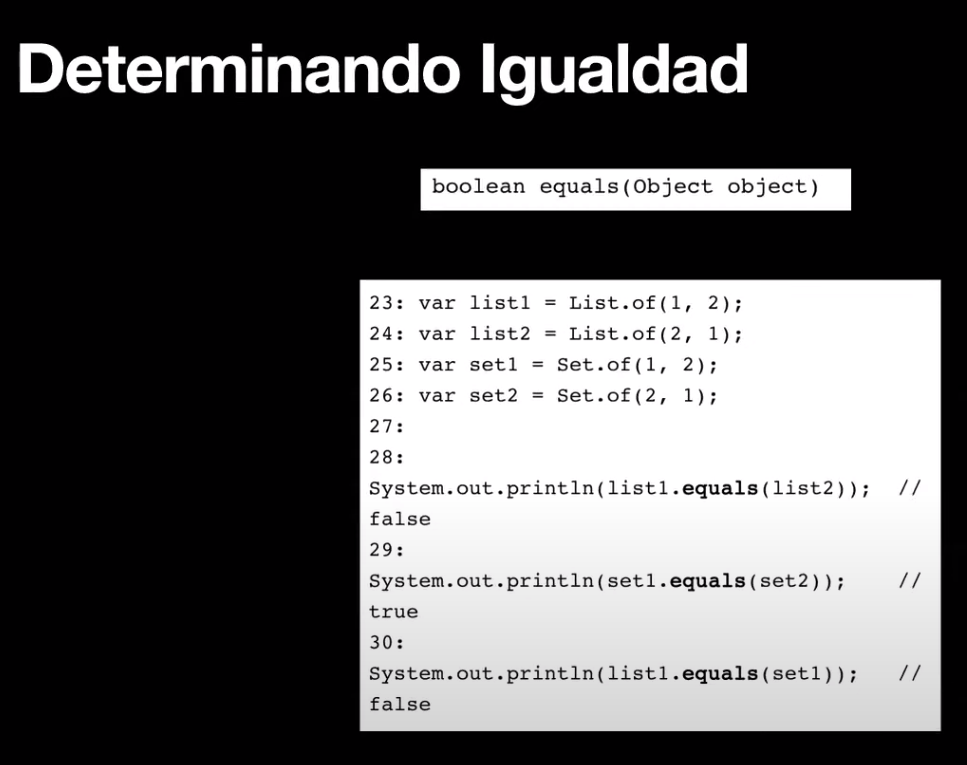 Determinando Igualdad
boolean equals(Object object)
23: var list1 = List.of(1, 2);
24: var list2 = List.of(2, 1);
25: var set1 = Set.of(1, 2);
26: var set2 = Set.of(2, 1);
27:
28:
System.out.println(list1.equals(list2));  //
false
29:
System.out.println(set1.equals(set2));    //
true
30:
System.out.println(list1.equals(set1));   //
false